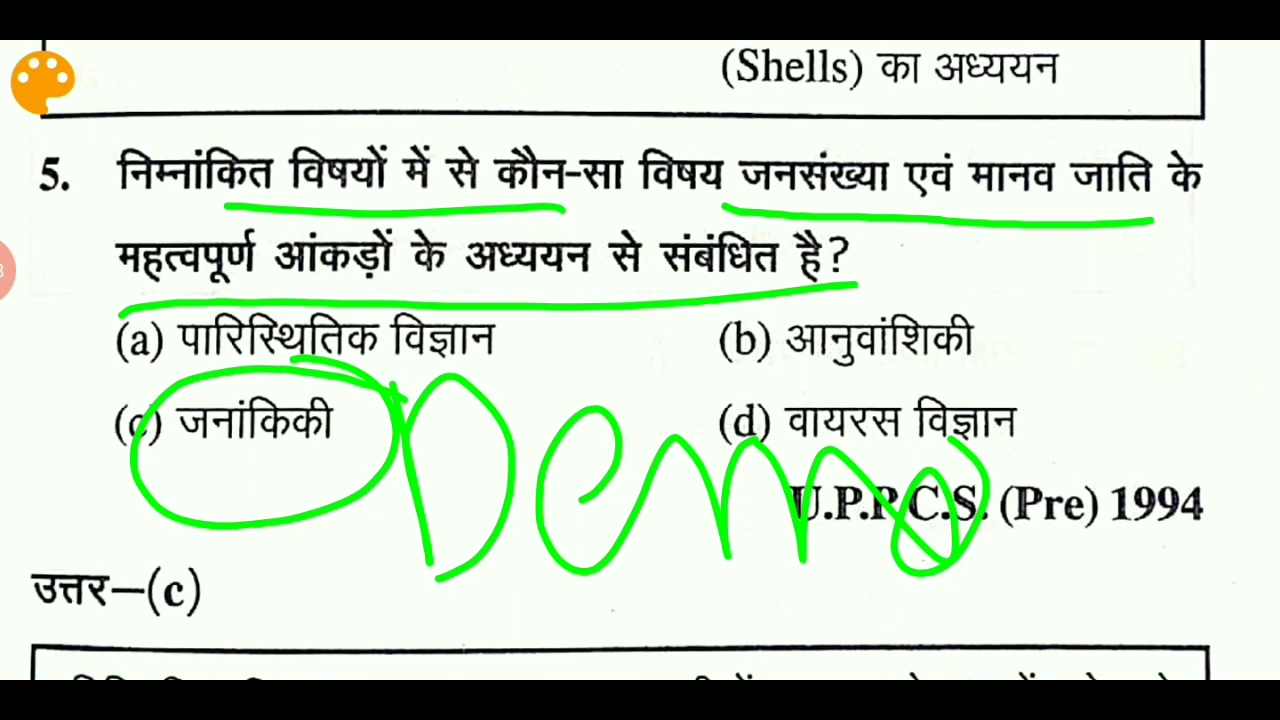 (Shells) का अध्ययन
5. निम्नांकित विषयों में से कौन-सा विषय जनसंख्या एवं मानव जाति के
महत्वपूर्ण आंकड़ों के अध्ययन से संबंधित है?
(a) पारिस्थितिक विज्ञान (b) आनुवांशिकी
(c) जनांकिकी (d) वायरस विज्ञान
Demo
U.P.P.C.S. (Pre) 1994
उत्तर–(c)